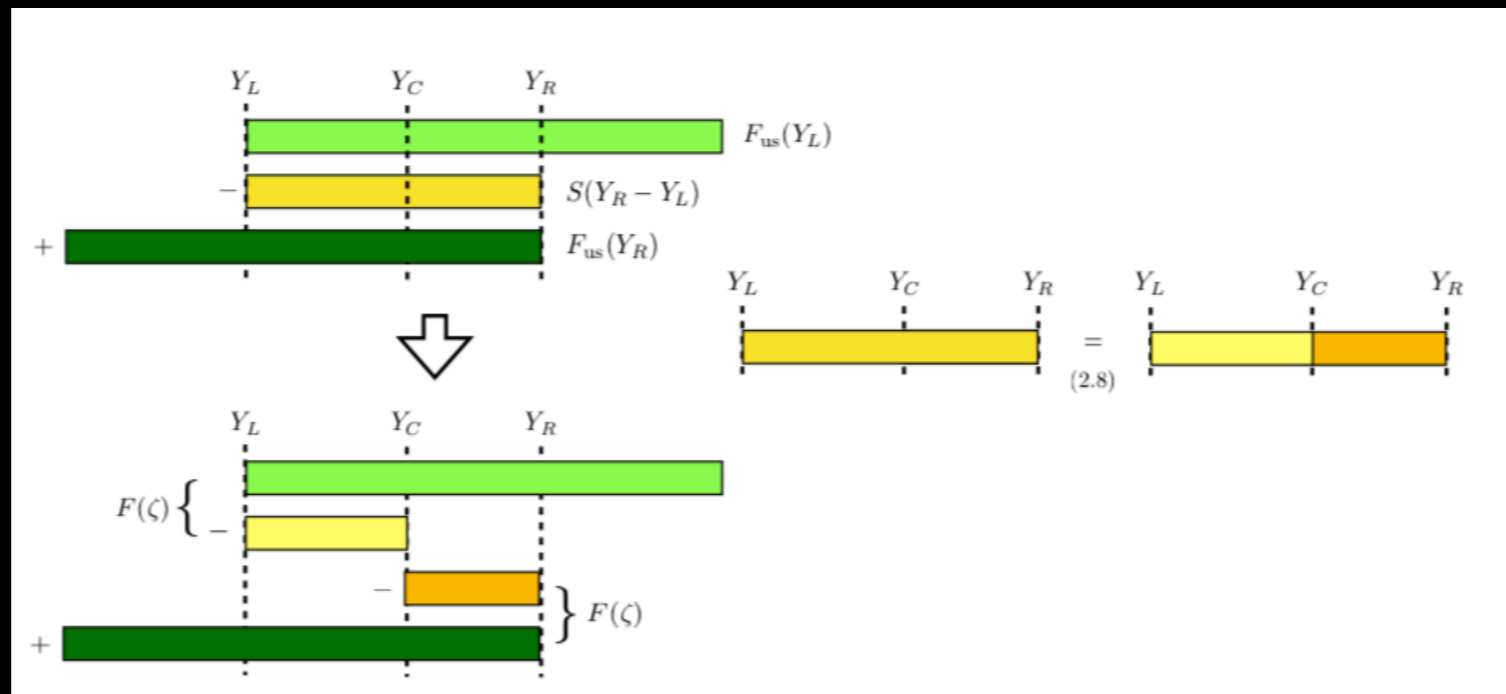 Y_L Y_C Y_R
F_us(Y_L)
− S(Y_R − Y_L)
+ F_us(Y_R)
Y_L Y_C Y_R Y_L Y_C Y_R
=
(2.8)
Y_L Y_C Y_R
F(ζ) {
−
− } F(ζ)
+